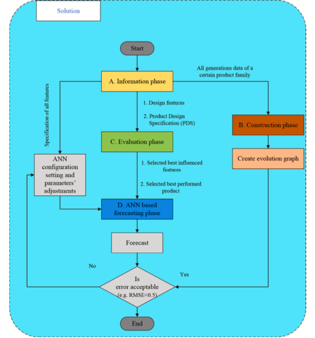 Solution
Start
All generations data of a
certain product family
A. Information phase
Specification of all features
1. Design features
2. Product Design
Specification (PDS)
B. Construction phase
C. Evaluation phase
Create evolution graph
1. Selected best influenced
features
2. Selected best performed
product
ANN
configuration
setting and
parameters'
adjustments
D. ANN based
forecasting phase
Forecast
No
Is
error acceptable
(e.g. RMSE=0.5)
Yes
End